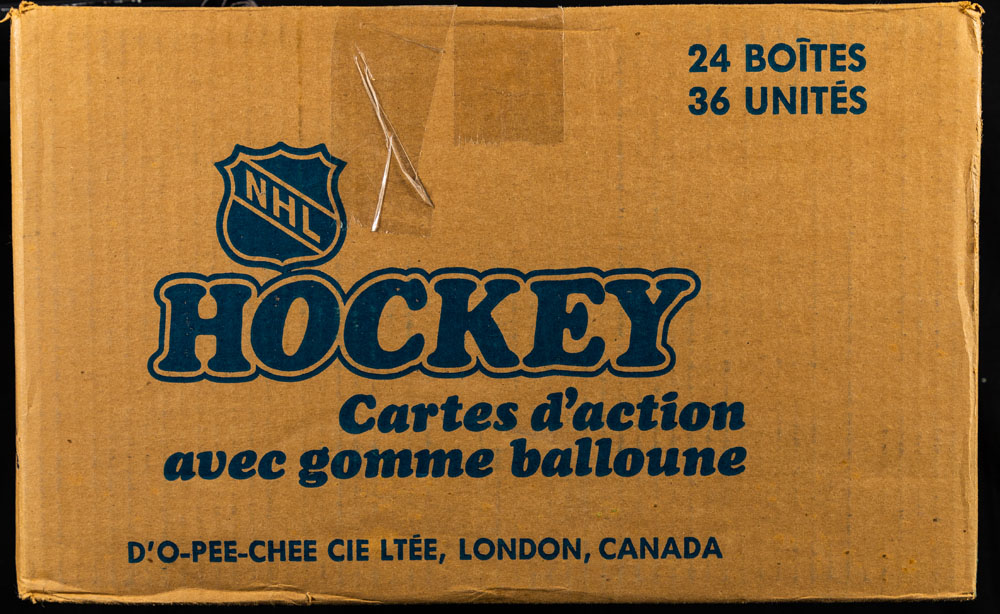 24 BOÎTES
36 UNITÉS
NHL
HOCKEY
Cartes d'action
avec gomme balloune
D'O-PEE-CHEE CIE LTÉE, LONDON, CANADA